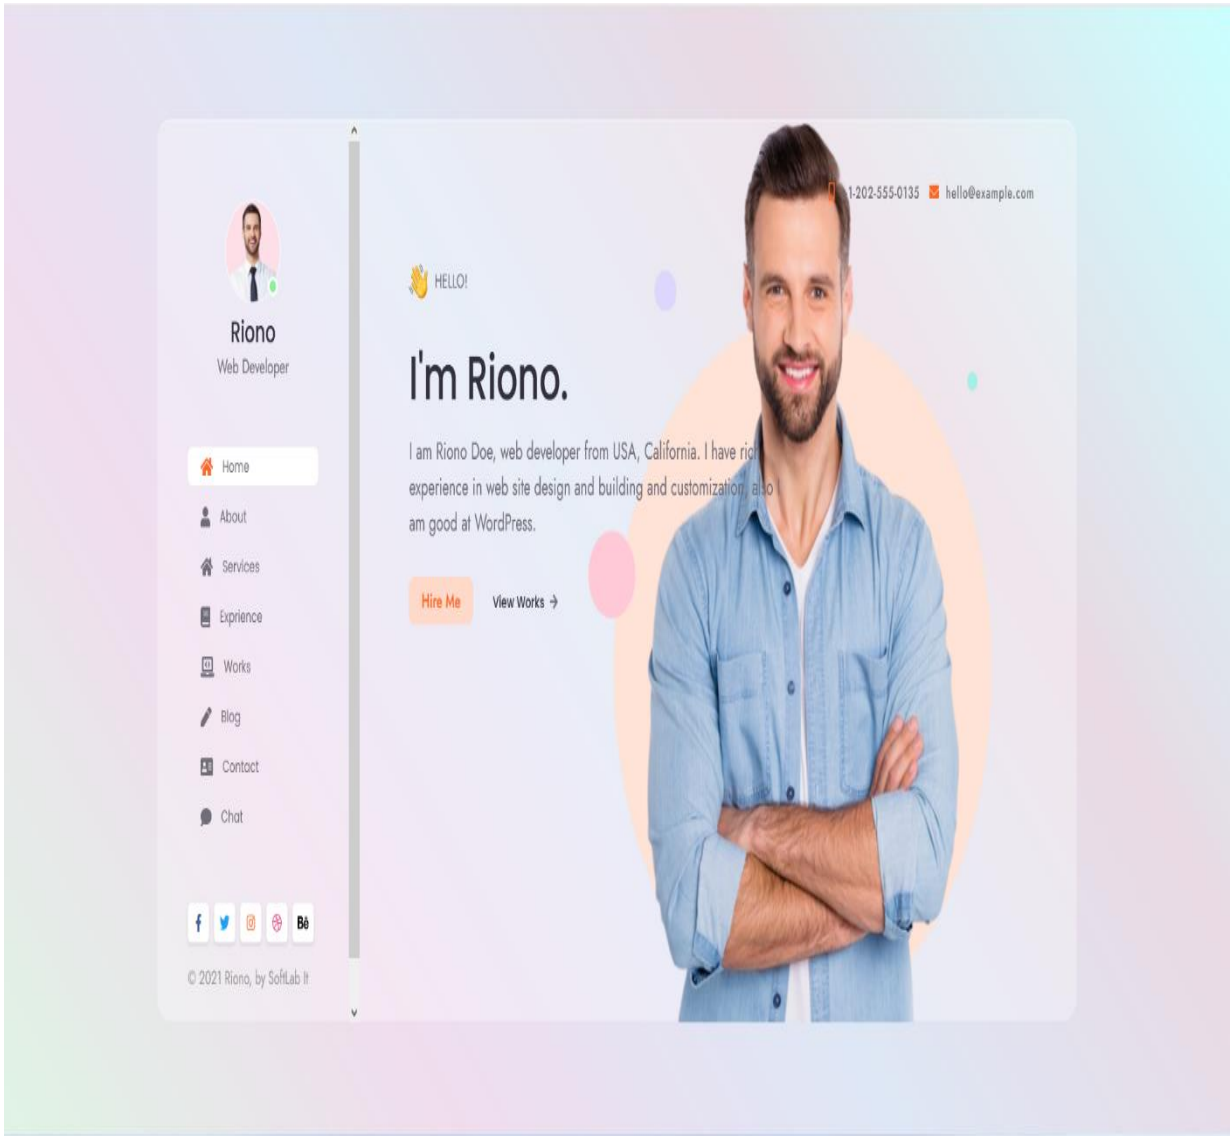 1-202-555-0135 hello@example.com
Riono
Web Developer
Home
About
Services
Exprience
Works
Blog
Contact
Chat
Bē
© 2021 Riono, by SoftLab It
HELLO!
I'm Riono.
I am Riono Doe, web developer from USA, California. I have rich
experience in web site design and building and customization, also I
am good at WordPress.
Hire Me
View Works